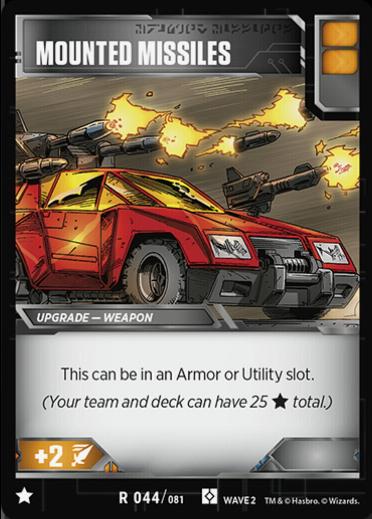 MOUNTED MISSILES
UPGRADE — WEAPON
This can be in an Armor or Utility slot.
(Your team and deck can have 25 ★ total.)
+2
★ R 044/081 WAVE 2 TM & © Hasbro. © Wizards.